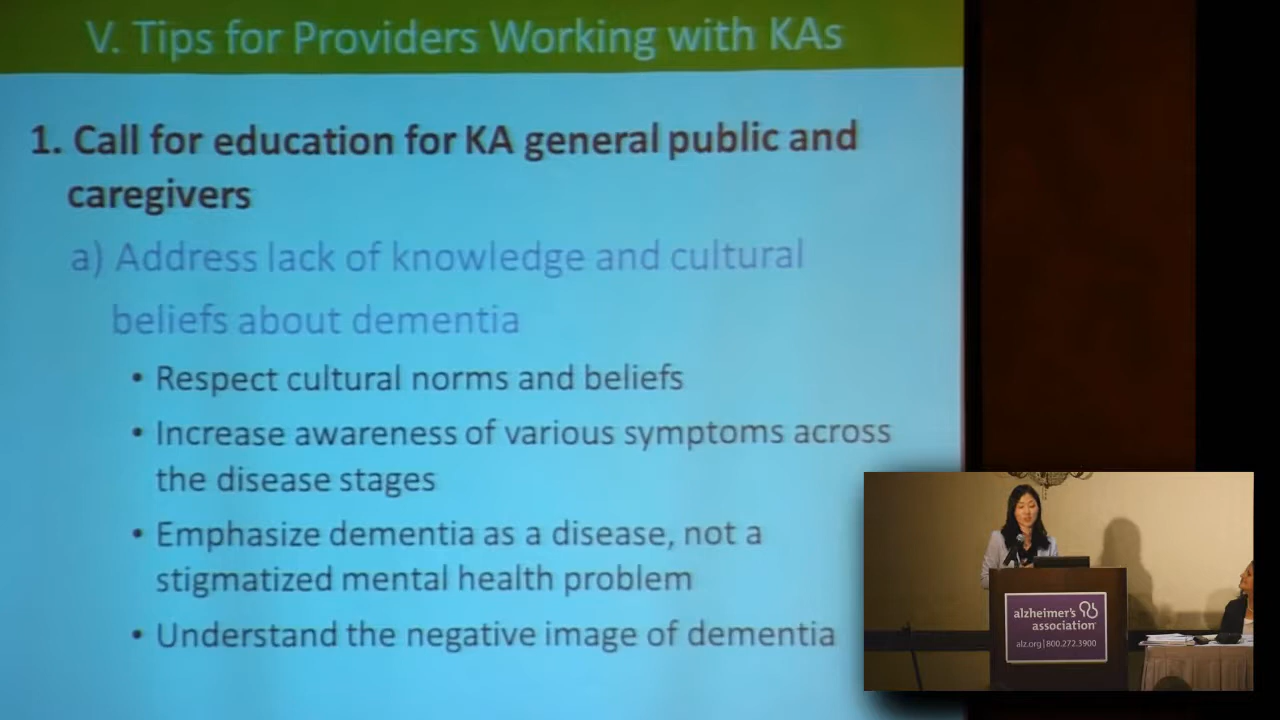 V. Tips for Providers Working with KAs
1. Call for education for KA general public and
caregivers
a) Address lack of knowledge and cultural
beliefs about dementia
• Respect cultural norms and beliefs
• Increase awareness of various symptoms across
the disease stages
• Emphasize dementia as a disease, not a
stigmatized mental health problem
• Understand the negative image of dementia
alzheimer's
association
alz.org | 800.272.3900